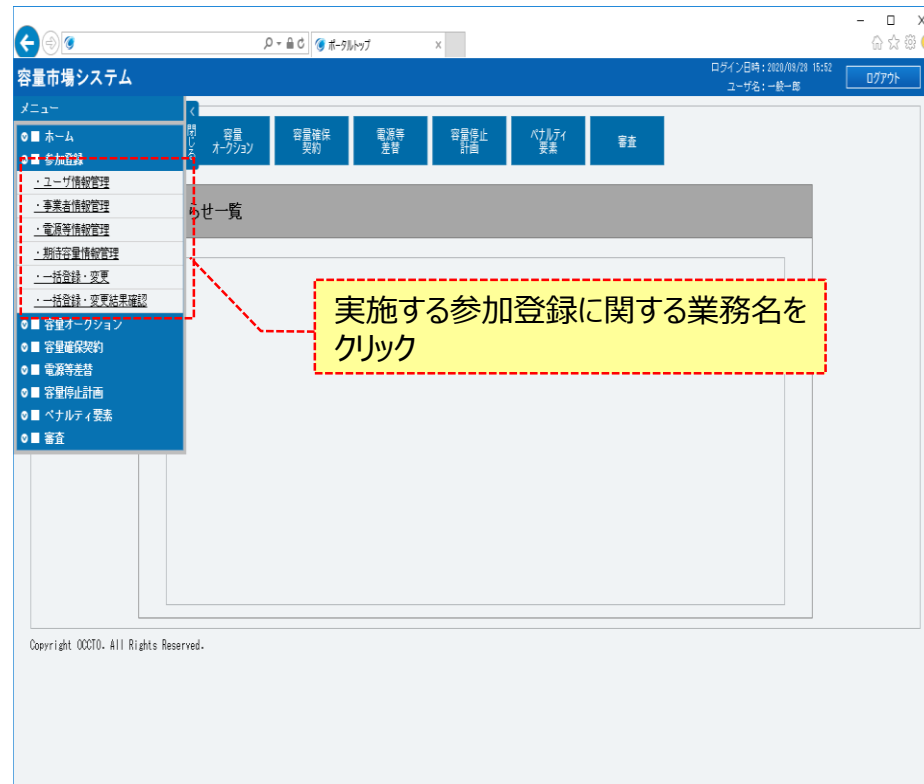 ポータルトップ
容量市場システム
ログイン日時：2020/09/28 15:52
ユーザ名：一般一郎
ログアウト
メニュー
閉じる
ホーム
参加登録
・ユーザ情報管理
・事業者情報管理
・電源等情報管理
・期待容量情報管理
・一括登録・変更
・一括登録・変更結果確認
容量オークション
容量確保契約
電源等差替
容量停止計画
ペナルティ要素
審査
容量
オークション
容量確保
契約
電源等
差替
容量停止
計画
ペナルティ
要素
審査
らせ一覧
実施する参加登録に関する業務名を
クリック
Copyright OCCTO. All Rights Reserved.